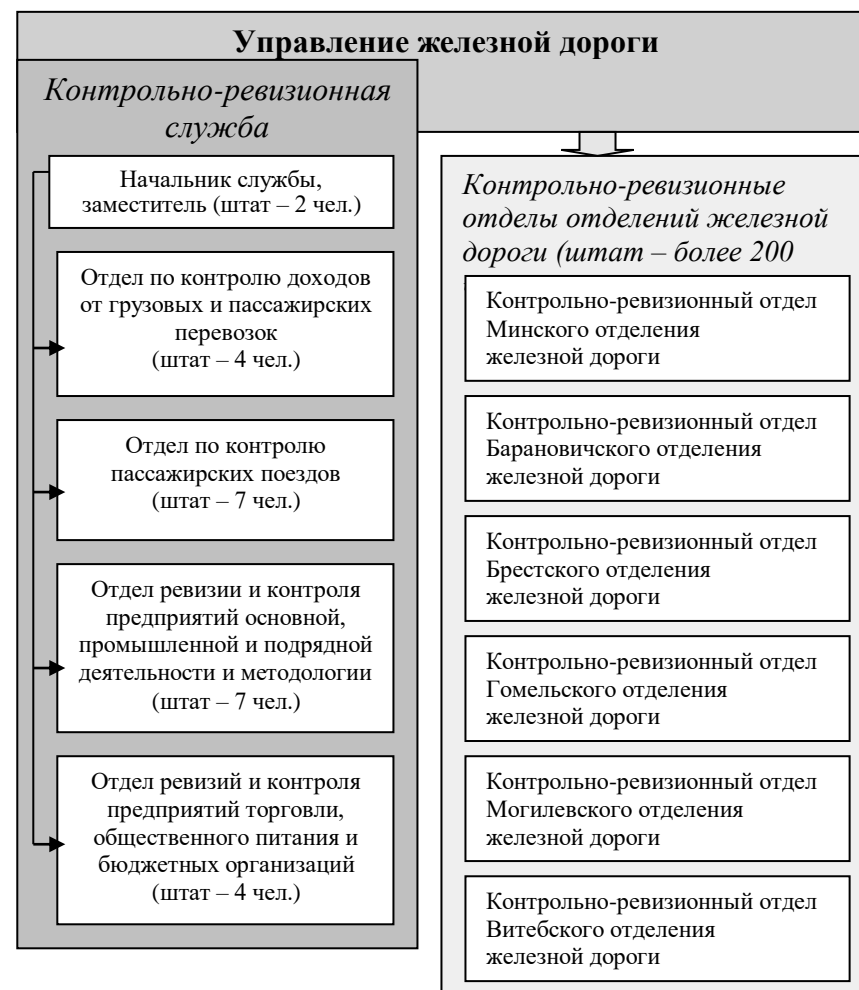 Управление железной дороги
Контрольно-ревизионная
служба
Начальник службы,
заместитель (штат – 2 чел.)
Отдел по контролю доходов
от грузовых и пассажирских
перевозок
(штат – 4 чел.)
Отдел по контролю
пассажирских поездов
(штат – 7 чел.)
Отдел ревизии и контроля
предприятий основной,
промышленной и подрядной
деятельности и методологии
(штат – 7 чел.)
Отдел ревизий и контроля
предприятий торговли,
общественного питания и
бюджетных организаций
(штат – 4 чел.)
Контрольно-ревизионные
отделы отделений железной
дороги (штат – более 200
Контрольно-ревизионный отдел
Минского отделения
железной дороги
Контрольно-ревизионный отдел
Барановичского отделения
железной дороги
Контрольно-ревизионный отдел
Брестского отделения
железной дороги
Контрольно-ревизионный отдел
Гомельского отделения
железной дороги
Контрольно-ревизионный отдел
Могилевского отделения
железной дороги
Контрольно-ревизионный отдел
Витебского отделения
железной дороги